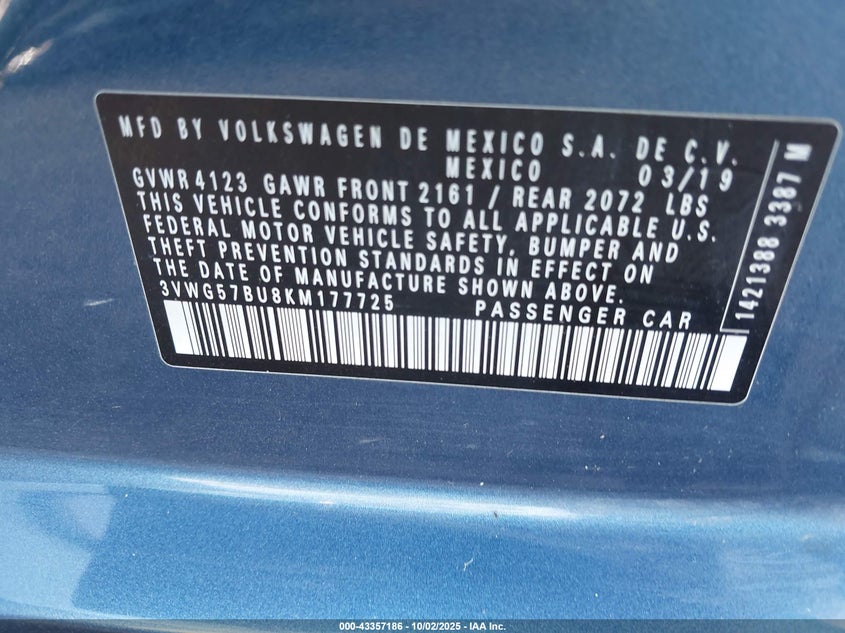 MFD BY VOLKSWAGEN DE MEXICO S.A. DE C.V.
MEXICO 03/19
GVWR 4123 GAWR FRONT 2161 / REAR 2072 LBS
THIS VEHICLE CONFORMS TO ALL APPLICABLE U.S.
FEDERAL MOTOR VEHICLE SAFETY, BUMPER AND
THEFT PREVENTION STANDARDS IN EFFECT ON
THE DATE OF MANUFACTURE SHOWN ABOVE.
3VWG57BU8KM177725 PASSENGER CAR
1421388 3387 M
000-43357186 - 10/02/2025 - IAA Inc.